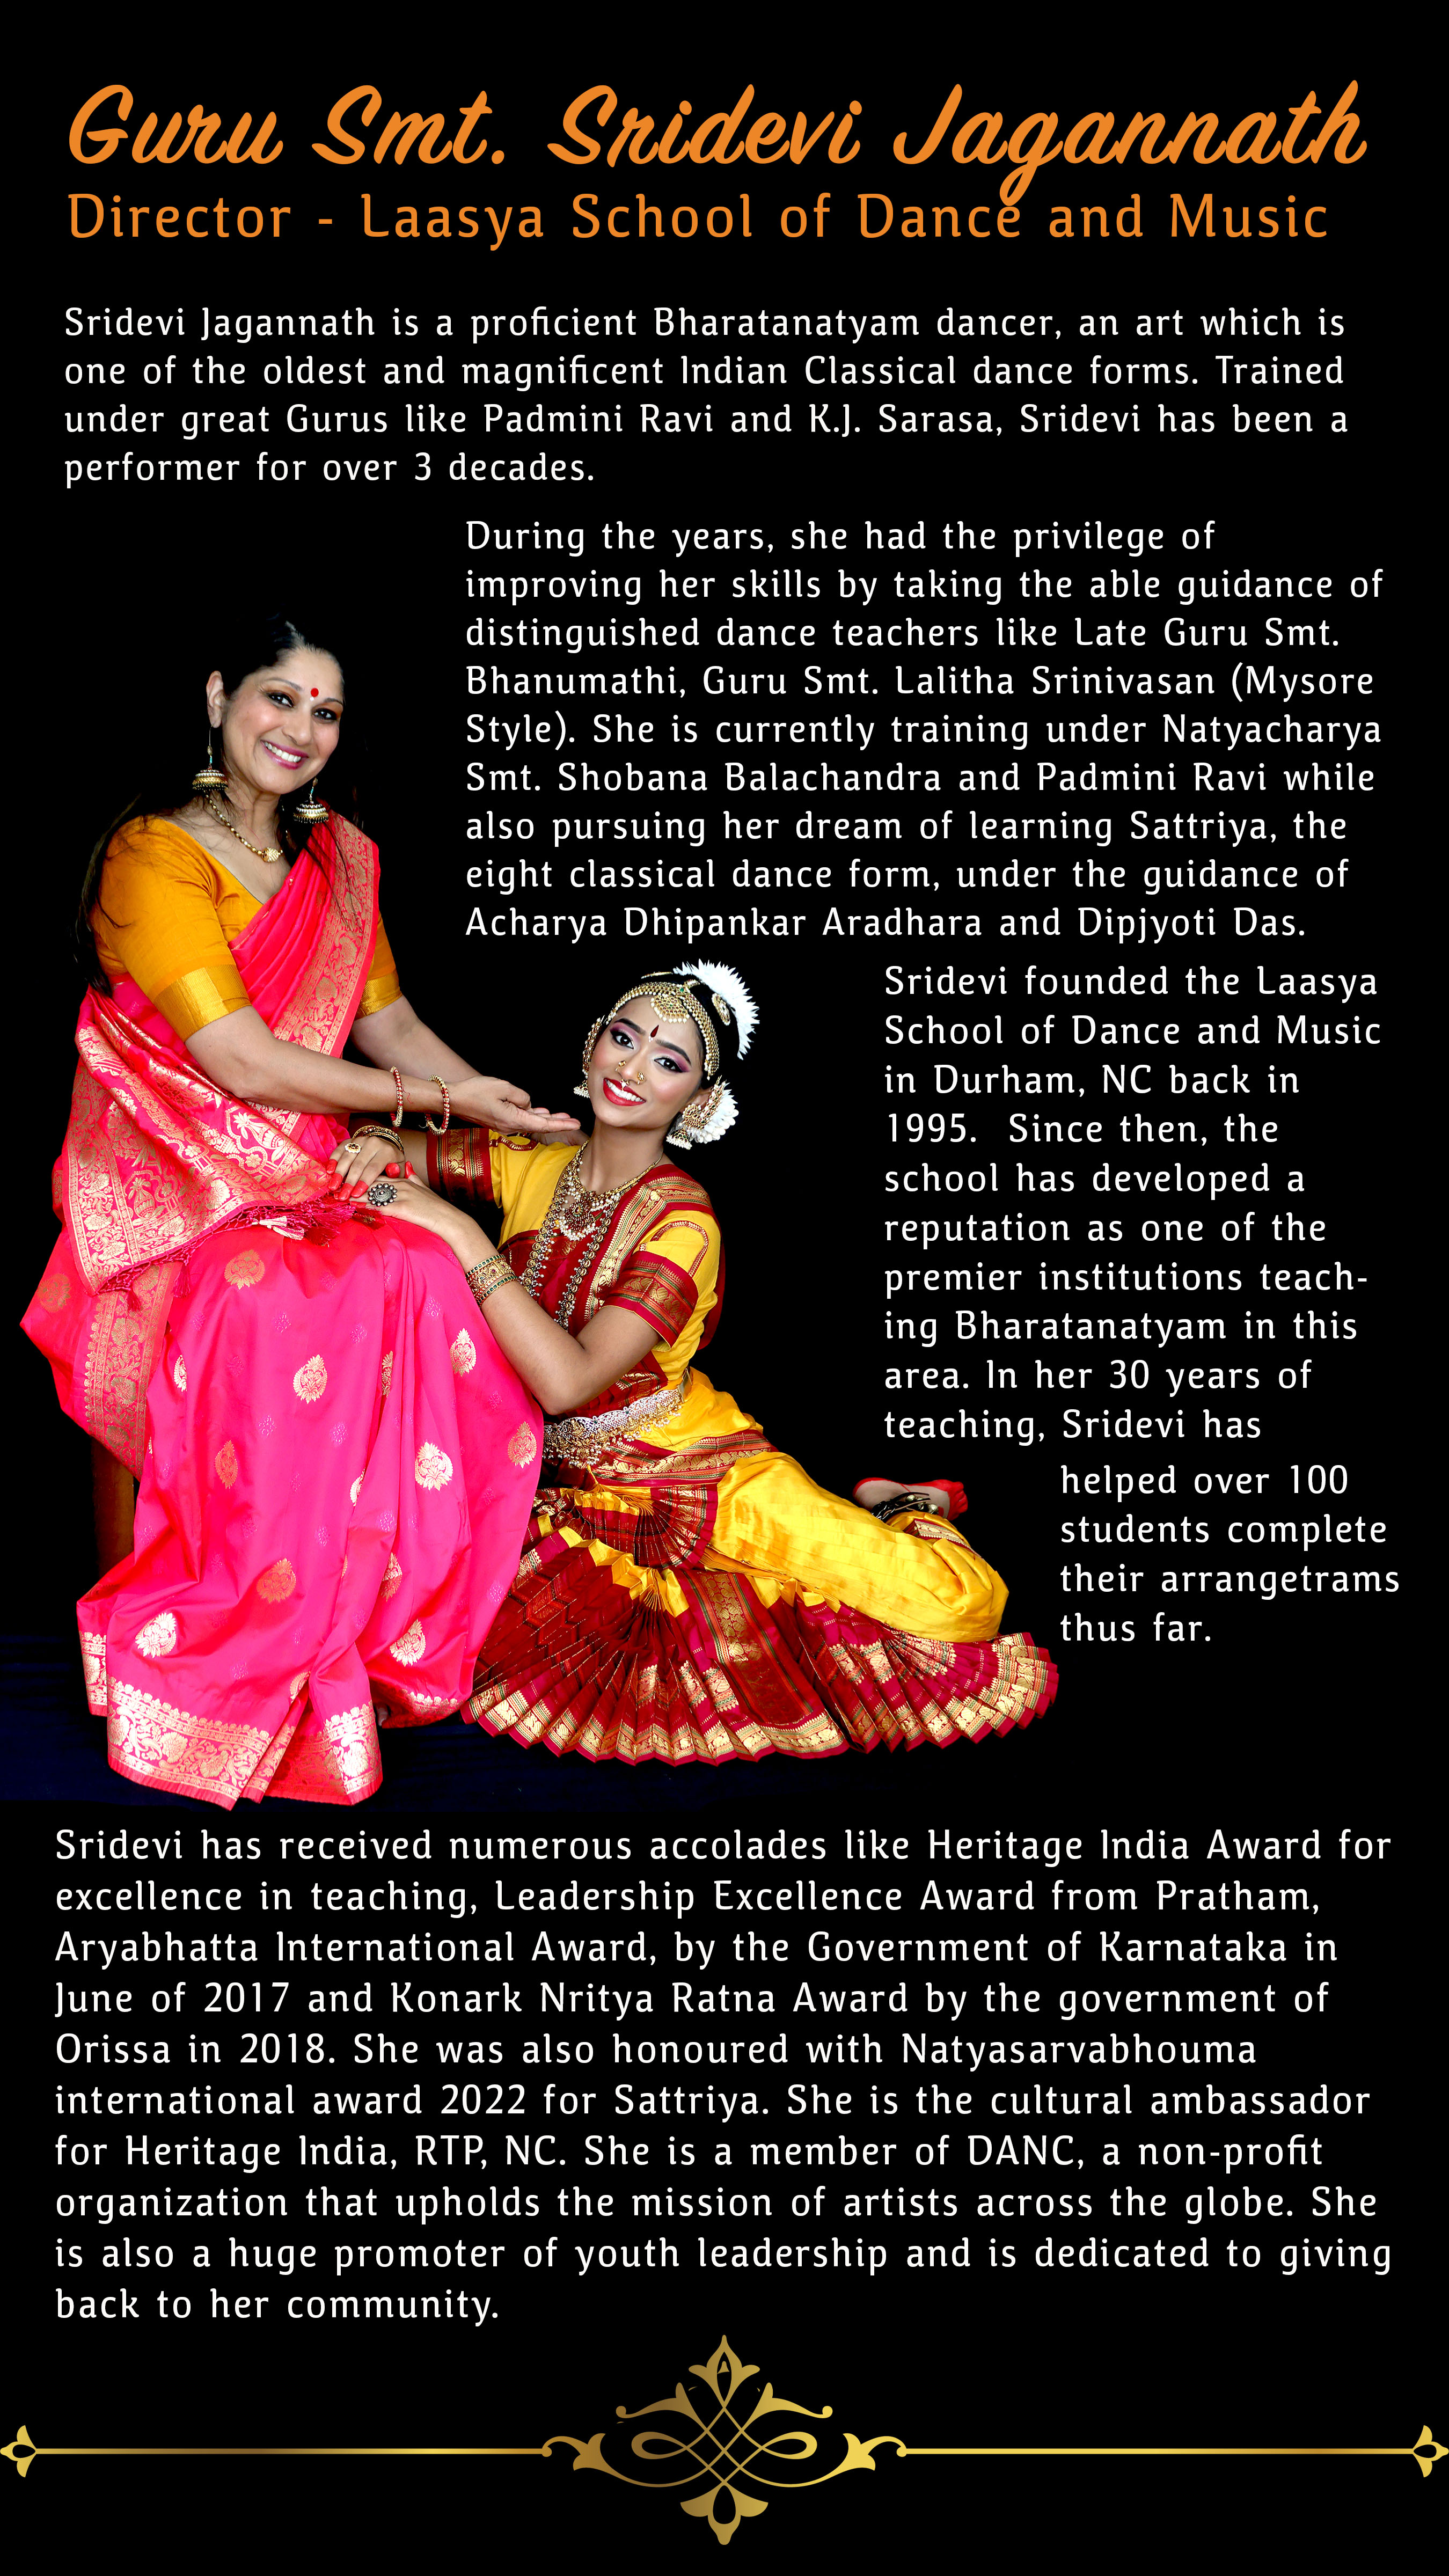 Guru Smt. Sridevi Jagannath
Director - Laasya School of Dance and Music
Sridevi Jagannath is a proficient Bharatanatyam dancer, an art which is
one of the oldest and magnificent Indian Classical dance forms. Trained
under great Gurus like Padmini Ravi and K.J. Sarasa, Sridevi has been a
performer for over 3 decades.
During the years, she had the privilege of
improving her skills by taking the able guidance of
distinguished dance teachers like Late Guru Smt.
Bhanumathi, Guru Smt. Lalitha Srinivasan (Mysore
Style). She is currently training under Natyacharya
Smt. Shobana Balachandra and Padmini Ravi while
also pursuing her dream of learning Sattriya, the
eight classical dance form, under the guidance of
Acharya Dhipankar Aradhara and Dipjyoti Das.
Sridevi founded the Laasya
School of Dance and Music
in Durham, NC back in
1995.  Since then, the
school has developed a
reputation as one of the
premier institutions teach-
ing Bharatanatyam in this
area. In her 30 years of
teaching, Sridevi has
helped over 100
students complete
their arrangetrams
thus far.
Sridevi has received numerous accolades like Heritage India Award for
excellence in teaching, Leadership Excellence Award from Pratham,
Aryabhatta International Award, by the Government of Karnataka in
June of 2017 and Konark Nritya Ratna Award by the government of
Orissa in 2018. She was also honoured with Natyasarvabhouma
international award 2022 for Sattriya. She is the cultural ambassador
for Heritage India, RTP, NC. She is a member of DANC, a non-profit
organization that upholds the mission of artists across the globe. She
is also a huge promoter of youth leadership and is dedicated to giving
back to her community.